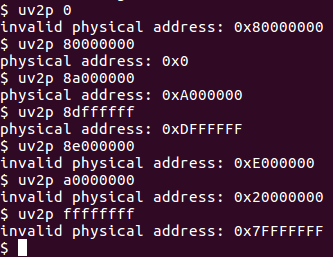 $ uv2p 0
invalid physical address: 0x80000000
$ uv2p 80000000
physical address: 0x0
$ uv2p 8a000000
physical address: 0xA000000
$ uv2p 8dffffff
physical address: 0xDFFFFFF
$ uv2p 8e000000
invalid physical address: 0xE000000
$ uv2p a0000000
invalid physical address: 0x20000000
$ uv2p ffffffff
invalid physical address: 0x7FFFFFFF
$